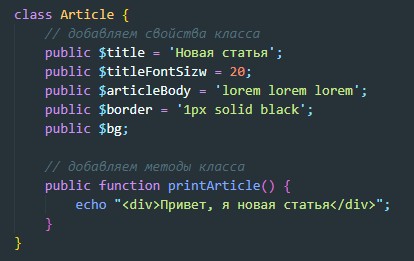 class Article {
// добавляем свойства класса
public $title = 'Новая статья';
public $titleFontSizw = 20;
public $articleBody = 'lorem lorem lorem';
public $border = '1px solid black';
public $bg;
// добавляем методы класса
public function printArticle() {
echo "<div>Привет, я новая статья</div>";
}
}